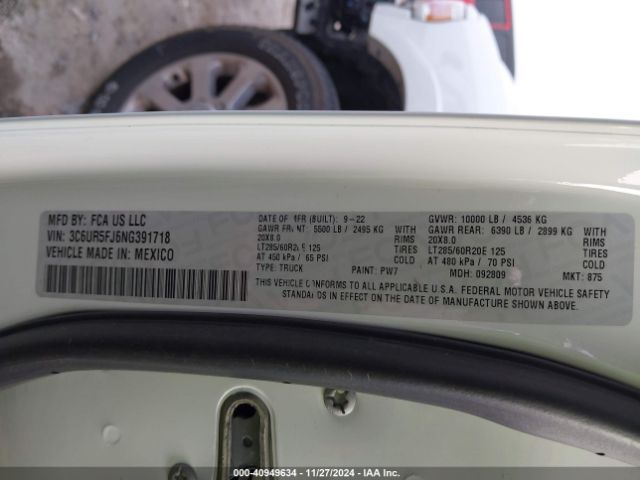 MFD BY: FCA US LLC
VIN: 3C6UR5FJ6NG391718
VEHICLE MADE IN: MEXICO
DATE OF MFR (BUILT): 9-22
GAWR FRONT: 5500 LB / 2495 KG WITH
20X8.0 RIMS
LT285/60R20E 125 TIRES
AT 450 kPa / 65 PSI COLD
TYPE: TRUCK PAINT: PW7
GVWR: 10000 LB / 4536 KG
GAWR REAR: 6390 LB / 2899 KG WITH
20X8.0 RIMS
LT285/60R20E 125 TIRES
AT 480 kPa / 70 PSI COLD
MDH: 092809 MKT: 875
THIS VEHICLE CONFORMS TO ALL APPLICABLE U.S.A. FEDERAL MOTOR VEHICLE SAFETY
STANDARDS IN EFFECT ON THE DATE OF MANUFACTURE SHOWN ABOVE.
© 40949634 - 11/27/2024 - IAA Inc.